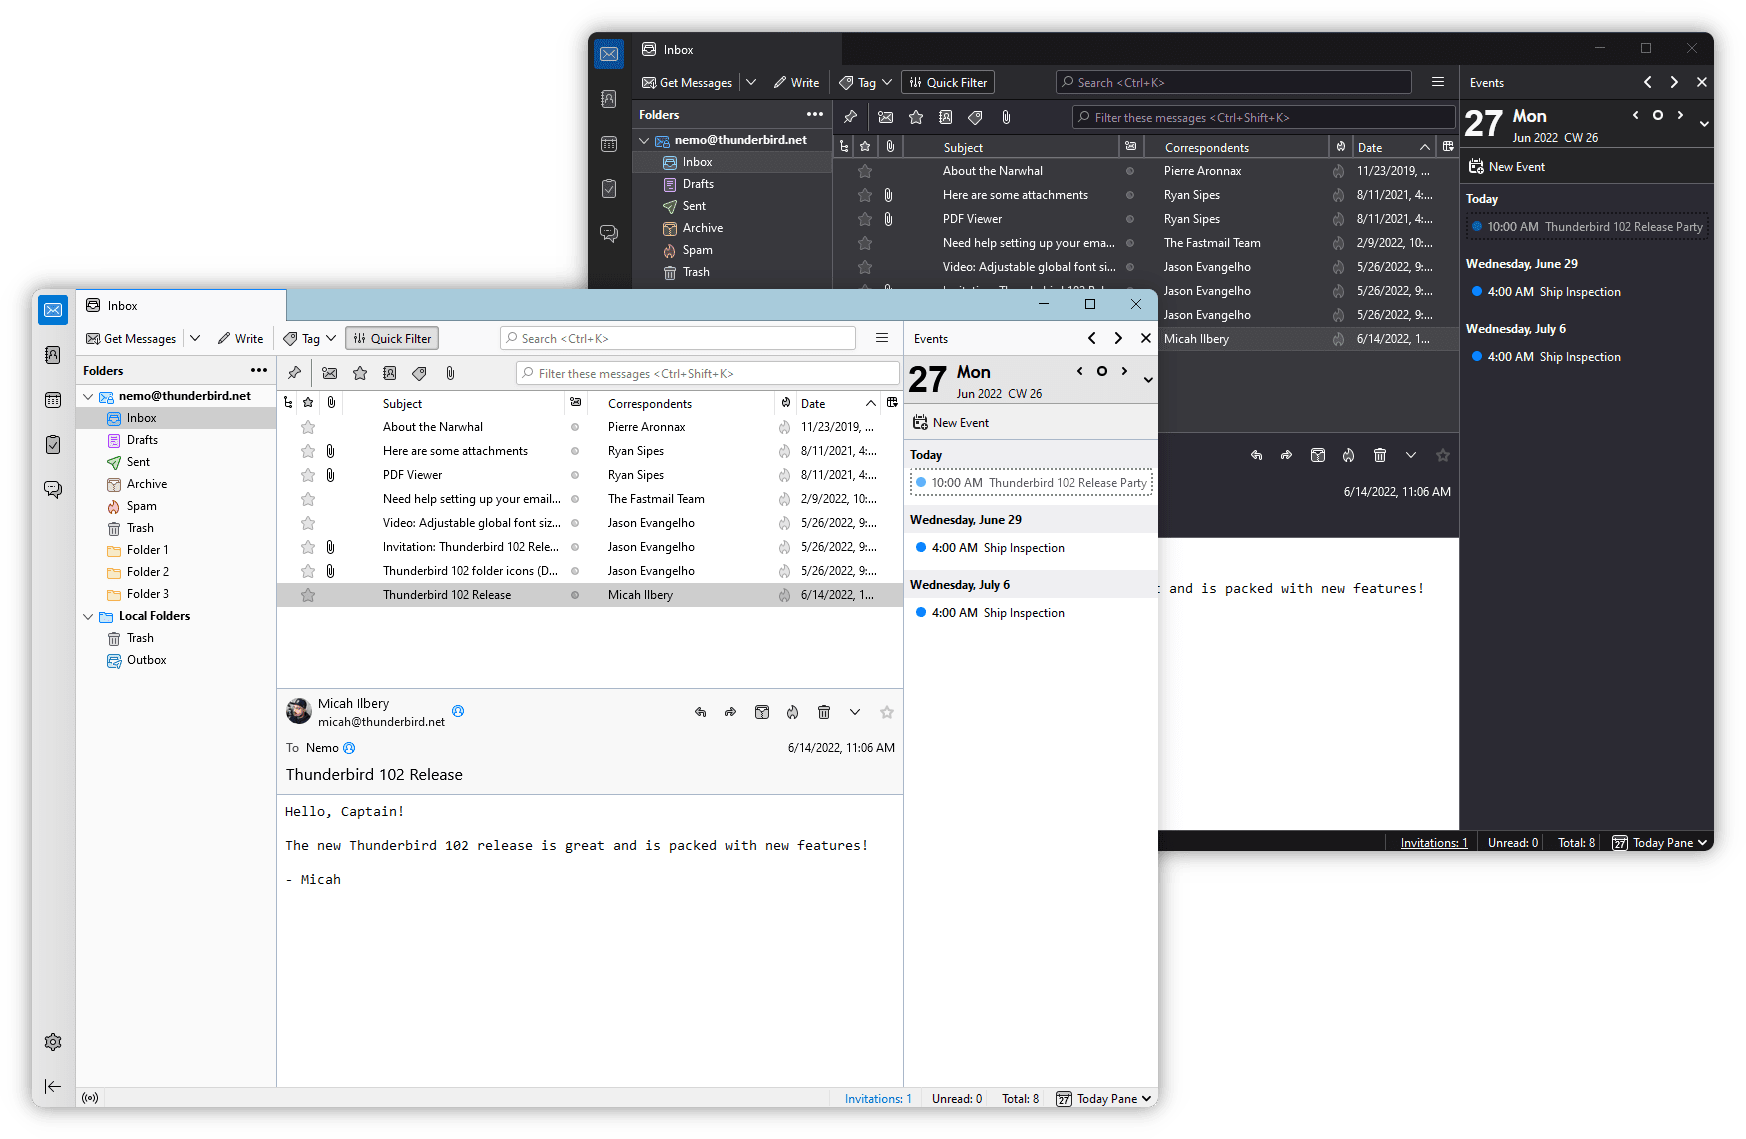 Inbox
Get Messages Write Tag Quick Filter Search <Ctrl+K>
Folders
Filter these messages <Ctrl+Shift+K>
nemo@thunderbird.net
Inbox
Drafts
Sent
Archive
Spam
Trash
Subject Correspondents Date
About the Narwhal Pierre Aronnax 11/23/2019, ...
Here are some attachments Ryan Sipes 8/11/2021, 4:...
PDF Viewer Ryan Sipes 8/11/2021, 4:...
Need help setting up your ema... The Fastmail Team 2/9/2022, 10:...
Video: Adjustable global font si... Jason Evangelho 5/26/2022, 9:...
Jason Evangelho 5/26/2022, 9:...
Jason Evangelho 5/26/2022, 9:...
Micah Ilbery 6/14/2022, 1...
6/14/2022, 11:06 AM
and is packed with new features!
Events
27 Mon
Jun 2022 CW 26
New Event
Today
10:00 AM Thunderbird 102 Release Party
Wednesday, June 29
4:00 AM Ship Inspection
Wednesday, July 6
4:00 AM Ship Inspection
Invitations: 1 Unread: 0 Total: 8 27 Today Pane
Inbox
Get Messages Write Tag Quick Filter Search <Ctrl+K>
Folders
Filter these messages <Ctrl+Shift+K>
nemo@thunderbird.net
Inbox
Drafts
Sent
Archive
Spam
Trash
Folder 1
Folder 2
Folder 3
Local Folders
Trash
Outbox
Subject Correspondents Date
About the Narwhal Pierre Aronnax 11/23/2019, ...
Here are some attachments Ryan Sipes 8/11/2021, 4:...
PDF Viewer Ryan Sipes 8/11/2021, 4:...
Need help setting up your email... The Fastmail Team 2/9/2022, 10:...
Video: Adjustable global font siz... Jason Evangelho 5/26/2022, 9:...
Invitation: Thunderbird 102 Rele... Jason Evangelho 5/26/2022, 9:...
Thunderbird 102 folder icons (D... Jason Evangelho 5/26/2022, 9:...
Thunderbird 102 Release Micah Ilbery 6/14/2022, 1...
Micah Ilbery
micah@thunderbird.net
To Nemo 6/14/2022, 11:06 AM
Thunderbird 102 Release
Hello, Captain!
The new Thunderbird 102 release is great and is packed with new features!
- Micah
Events
27 Mon
Jun 2022 CW 26
New Event
Today
10:00 AM Thunderbird 102 Release Party
Wednesday, June 29
4:00 AM Ship Inspection
Wednesday, July 6
4:00 AM Ship Inspection
Invitations: 1 Unread: 0 Total: 8 27 Today Pane